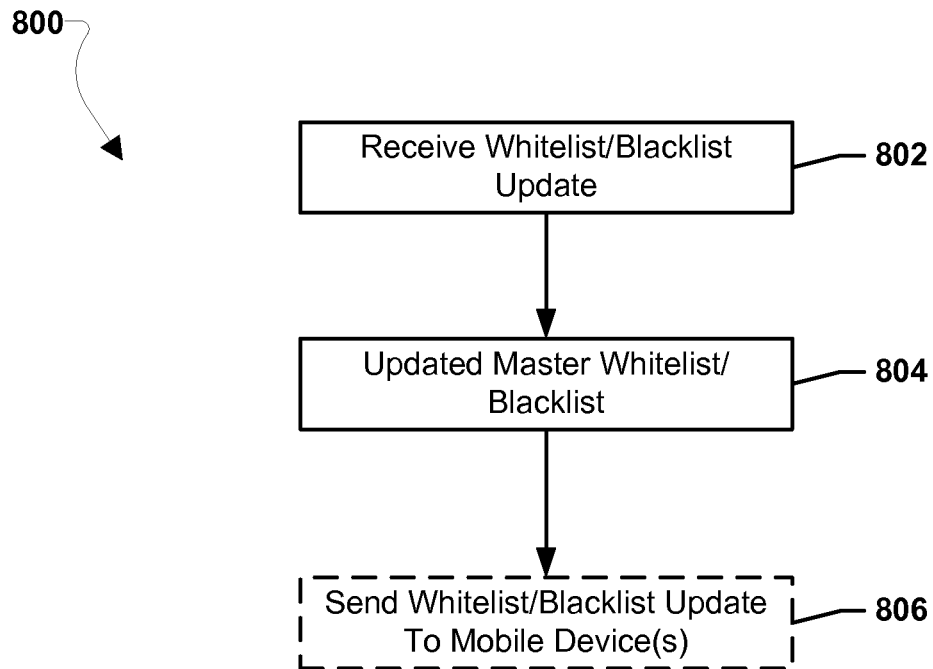 800
Receive Whitelist/Blacklist
Update
802
Updated Master Whitelist/
Blacklist
804
Send Whitelist/Blacklist Update
To Mobile Device(s)
806